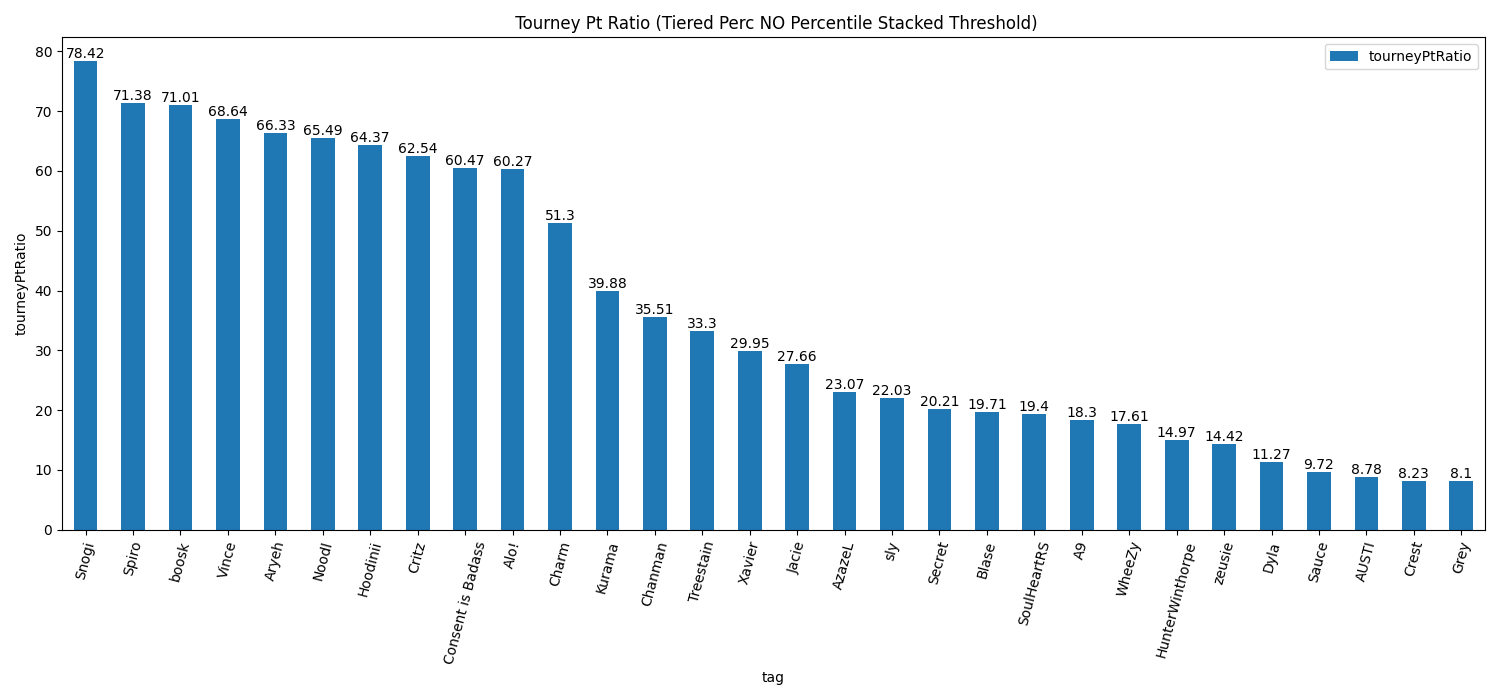 Tourney Pt Ratio (Tiered Perc NO Percentile Stacked Threshold)
tourneyPtRatio
tourneyPtRatio
80
70
60
50
40
30
20
10
0
78.42
71.38
71.01
68.64
66.33
65.49
64.37
62.54
60.47
60.27
51.3
39.88
35.51
33.3
29.95
27.66
23.07
22.03
20.21
19.71
19.4
18.3
17.61
14.97
14.42
11.27
9.72
8.78
8.23
8.1
Snogi
Spiro
boosk
Vince
Aryeh
Noodl
Hoodinii
Critz
Consent is Badass
Alo!
Charm
Kurama
Chanman
Treestain
Xavier
Jacie
AzazeL
sly
Secret
Blase
SoulHeartRS
A9
WheeZy
HunterWinthorpe
zeusie
Dyla
Sauce
AUSTI
Crest
Grey
tag